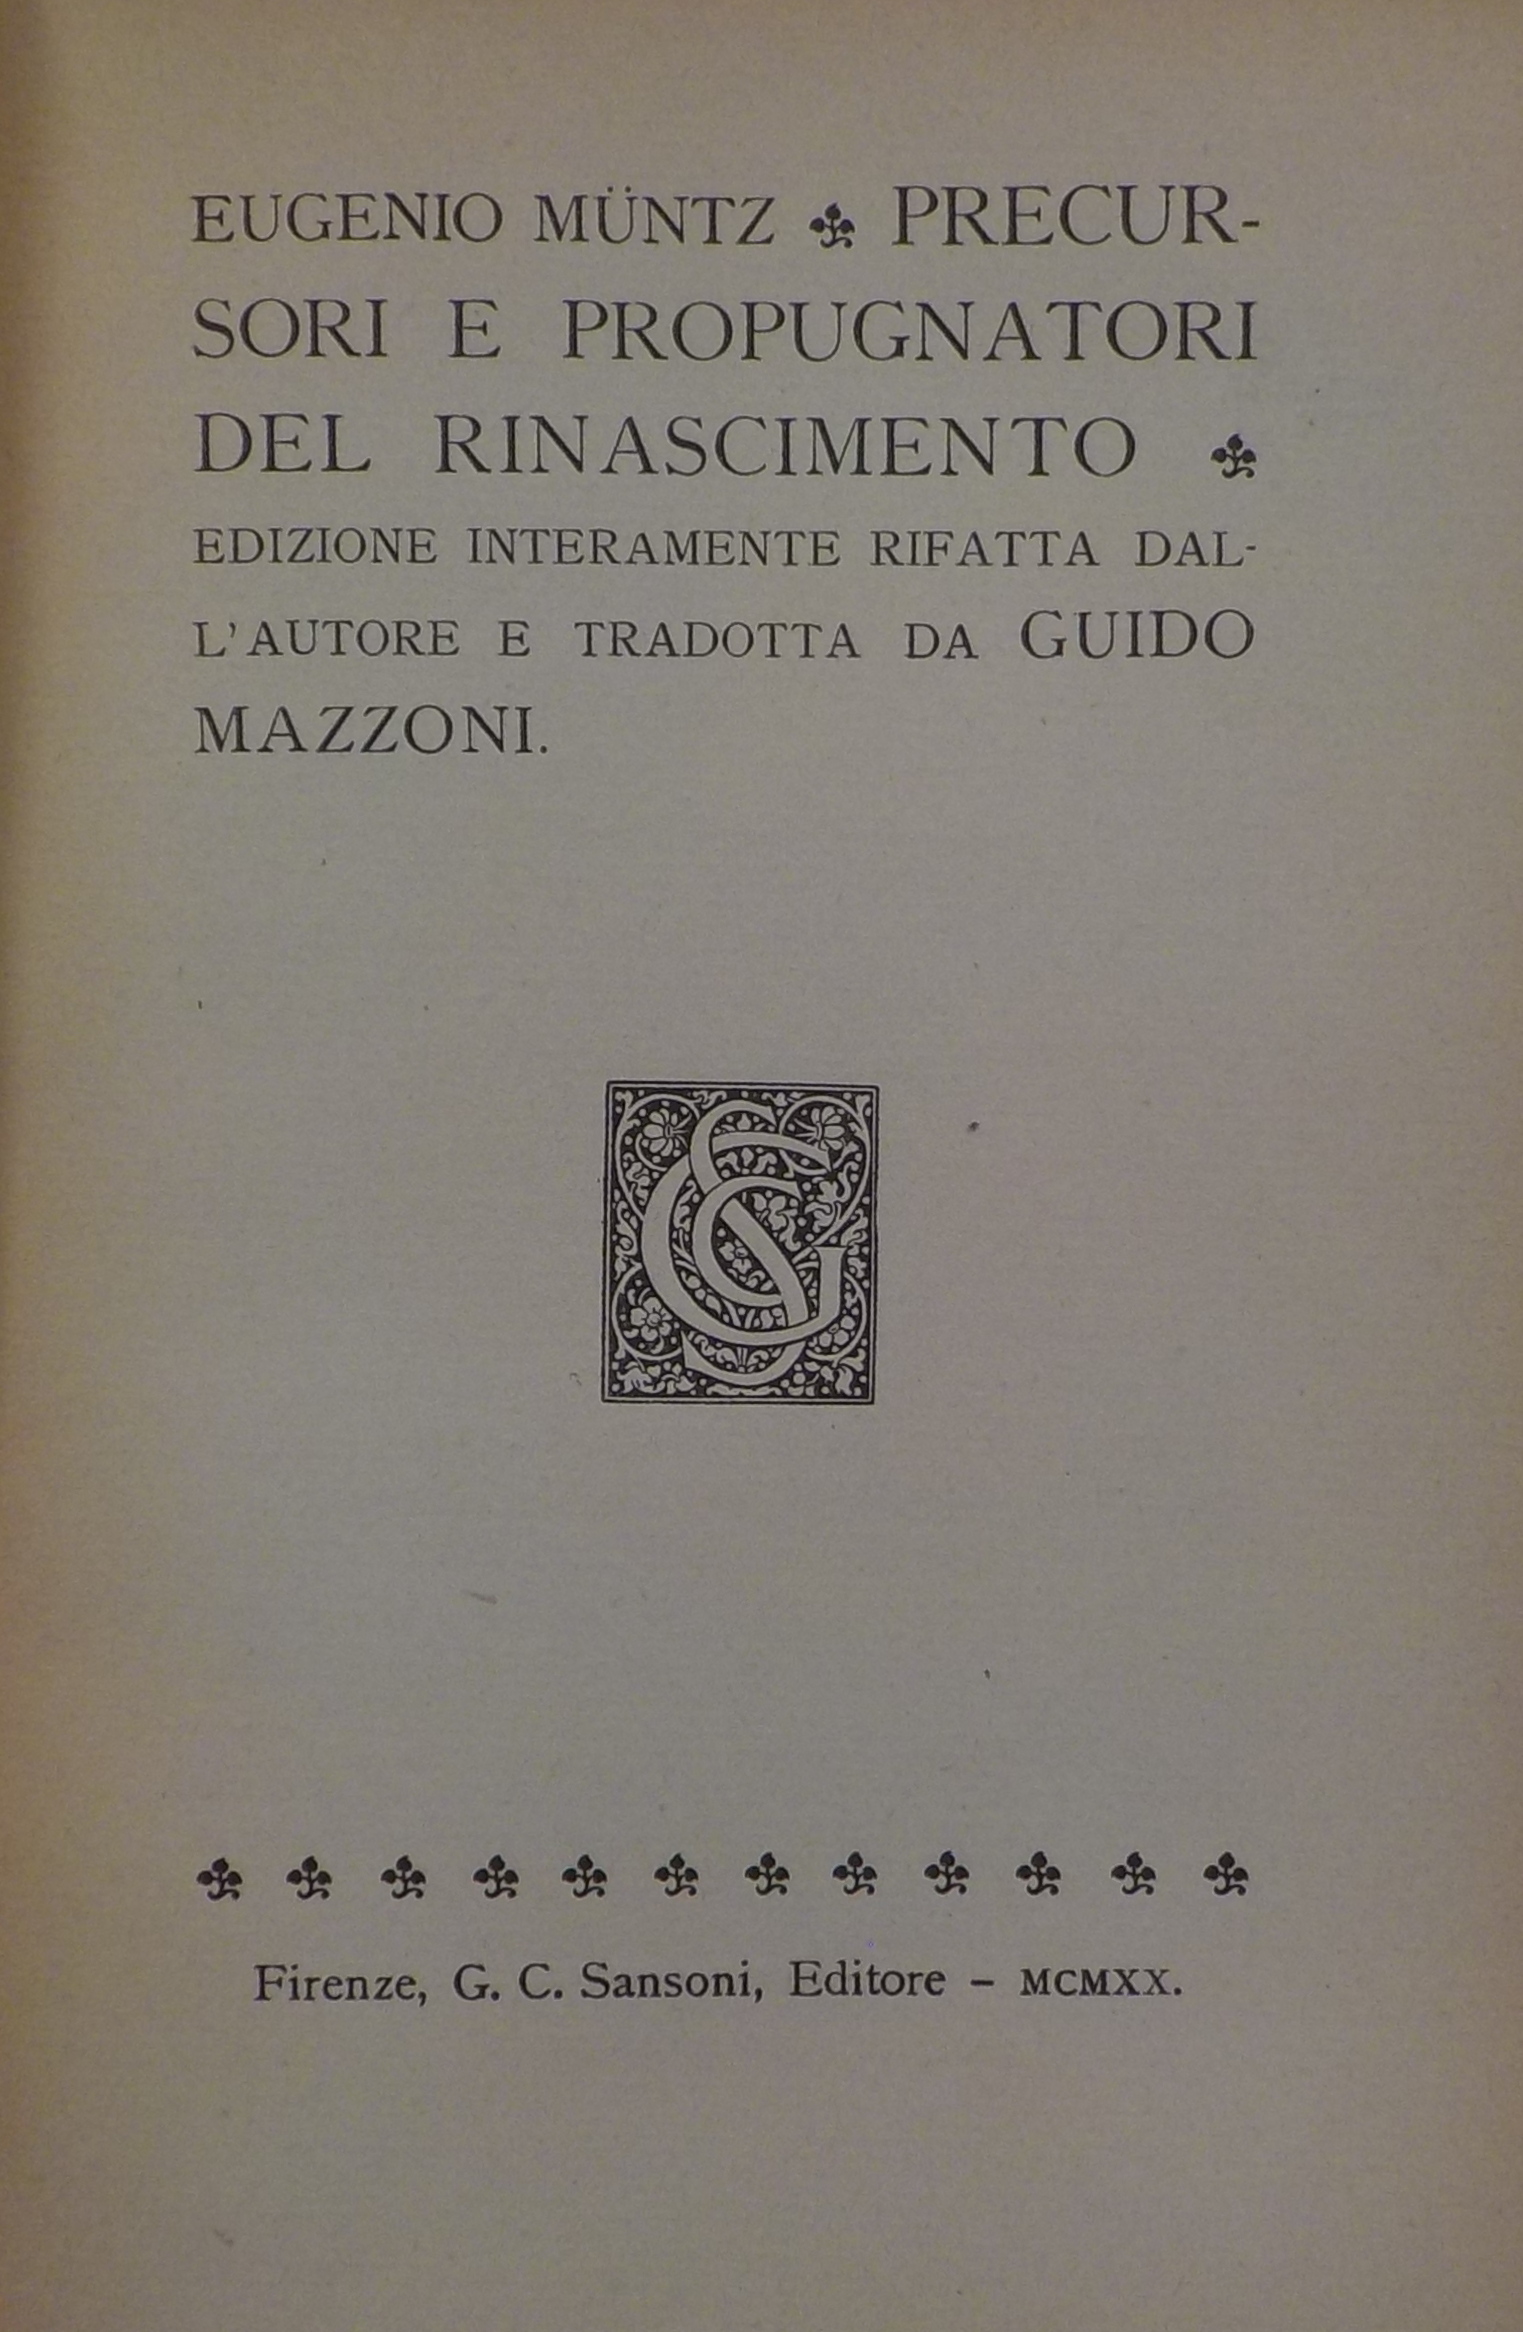 EUGENIO MÜNTZ PRECUR-
SORI E PROPUGNATORI
DEL RINASCIMENTO
EDIZIONE INTERAMENTE RIFATTA DAL-
L'AUTORE E TRADOTTA DA GUIDO
MAZZONI.
GCS
Firenze, G. C. Sansoni, Editore – MCMXX.